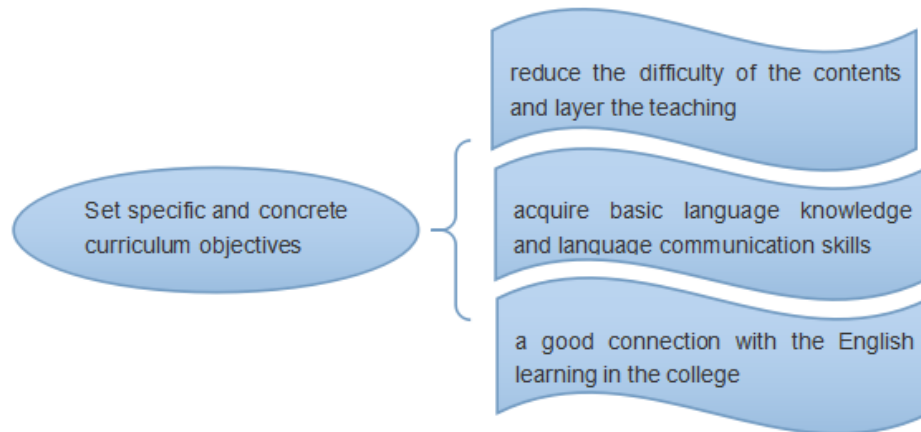 Set specific and concrete
curriculum objectives
reduce the difficulty of the contents
and layer the teaching
acquire basic language knowledge
and language communication skills
a good connection with the English
learning in the college